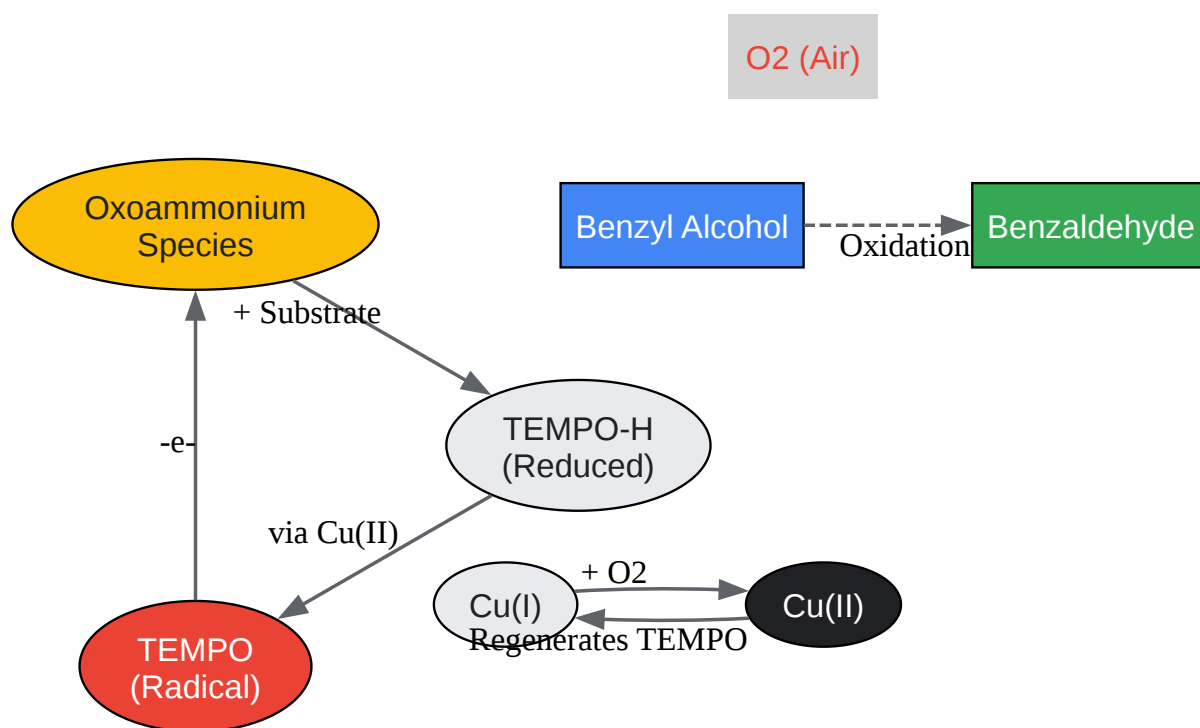 O2 (Air)
Oxoammonium
Species
Benzyl Alcohol
Oxidation
Benzaldehyde
+ Substrate
-e-
TEMPO-H
(Reduced)
via Cu(II)
+ O2
Cu(I)
Cu(II)
Regenerates TEMPO
TEMPO
(Radical)